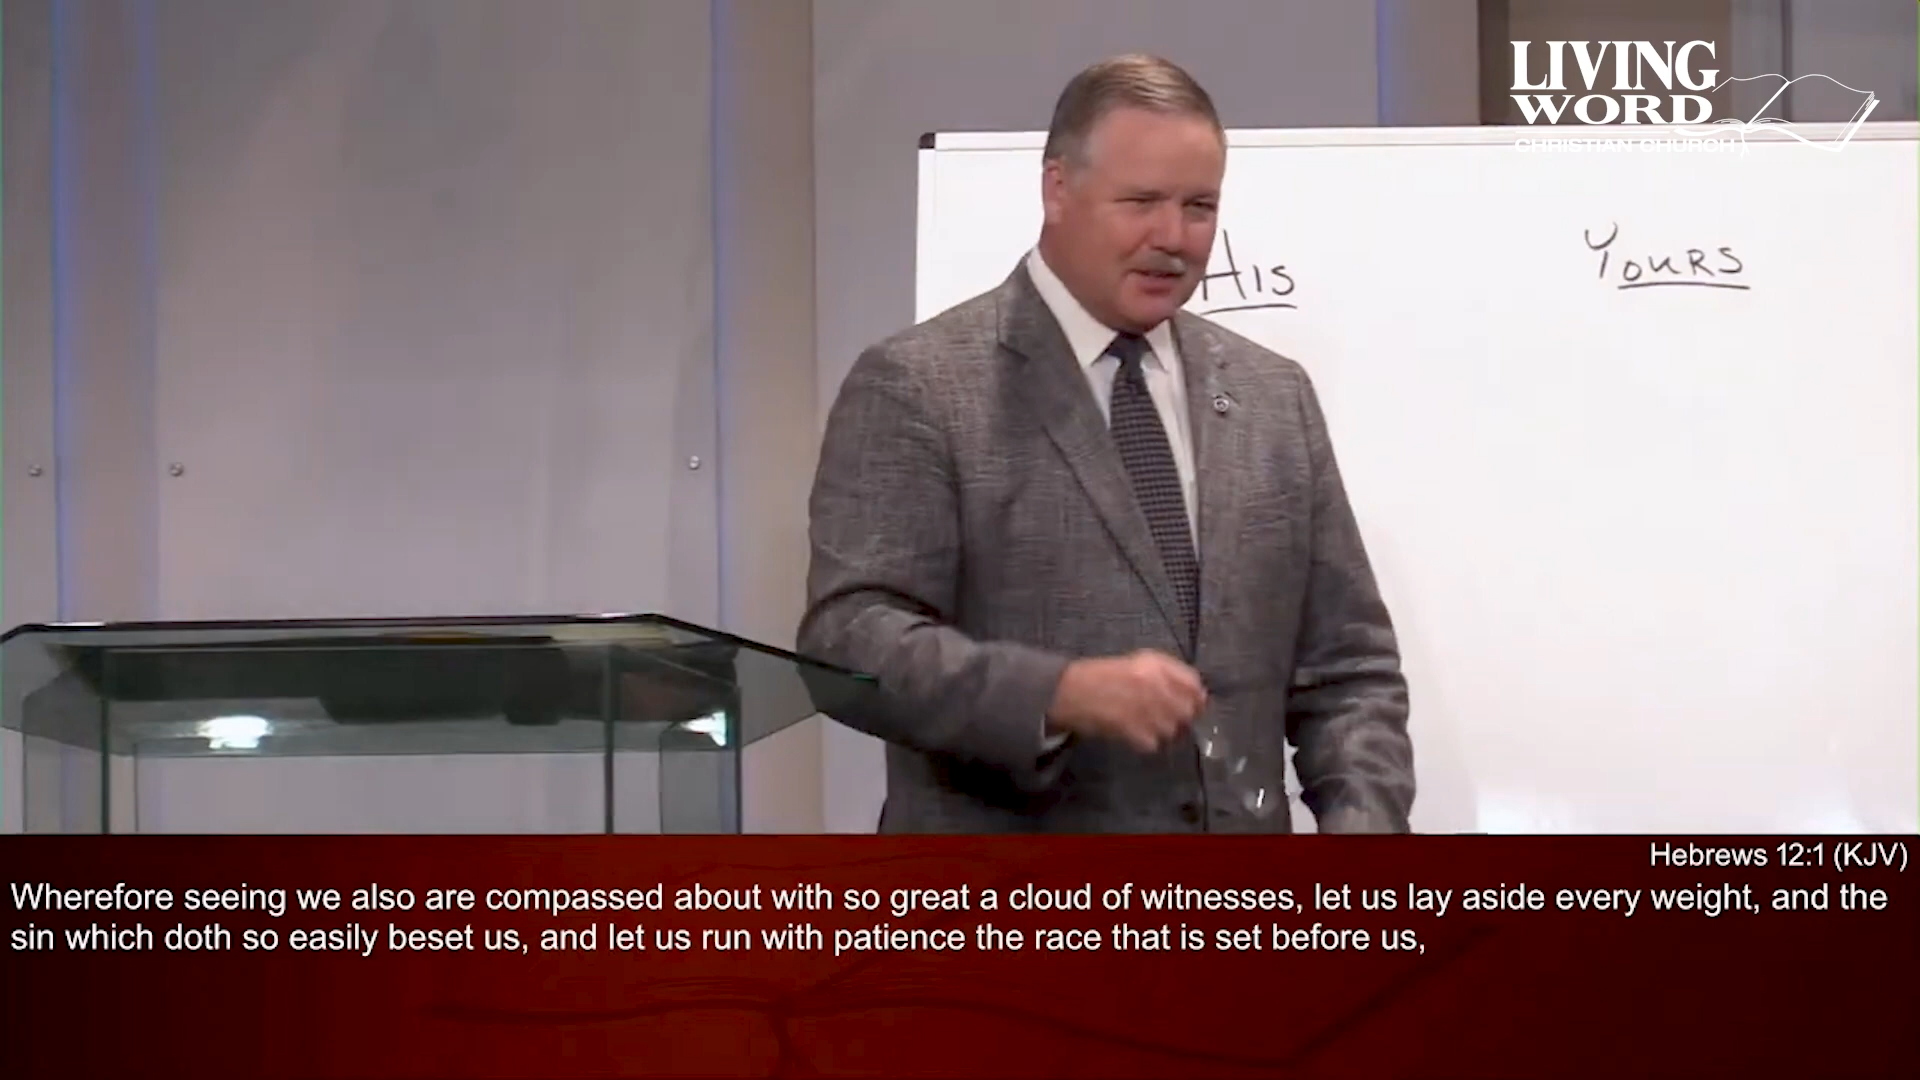 LIVING
WORD
CHRISTIAN CHURCH
His
YOURS
Hebrews 12:1 (KJV)
Wherefore seeing we also are compassed about with so great a cloud of witnesses, let us lay aside every weight, and the
sin which doth so easily beset us, and let us run with patience the race that is set before us,